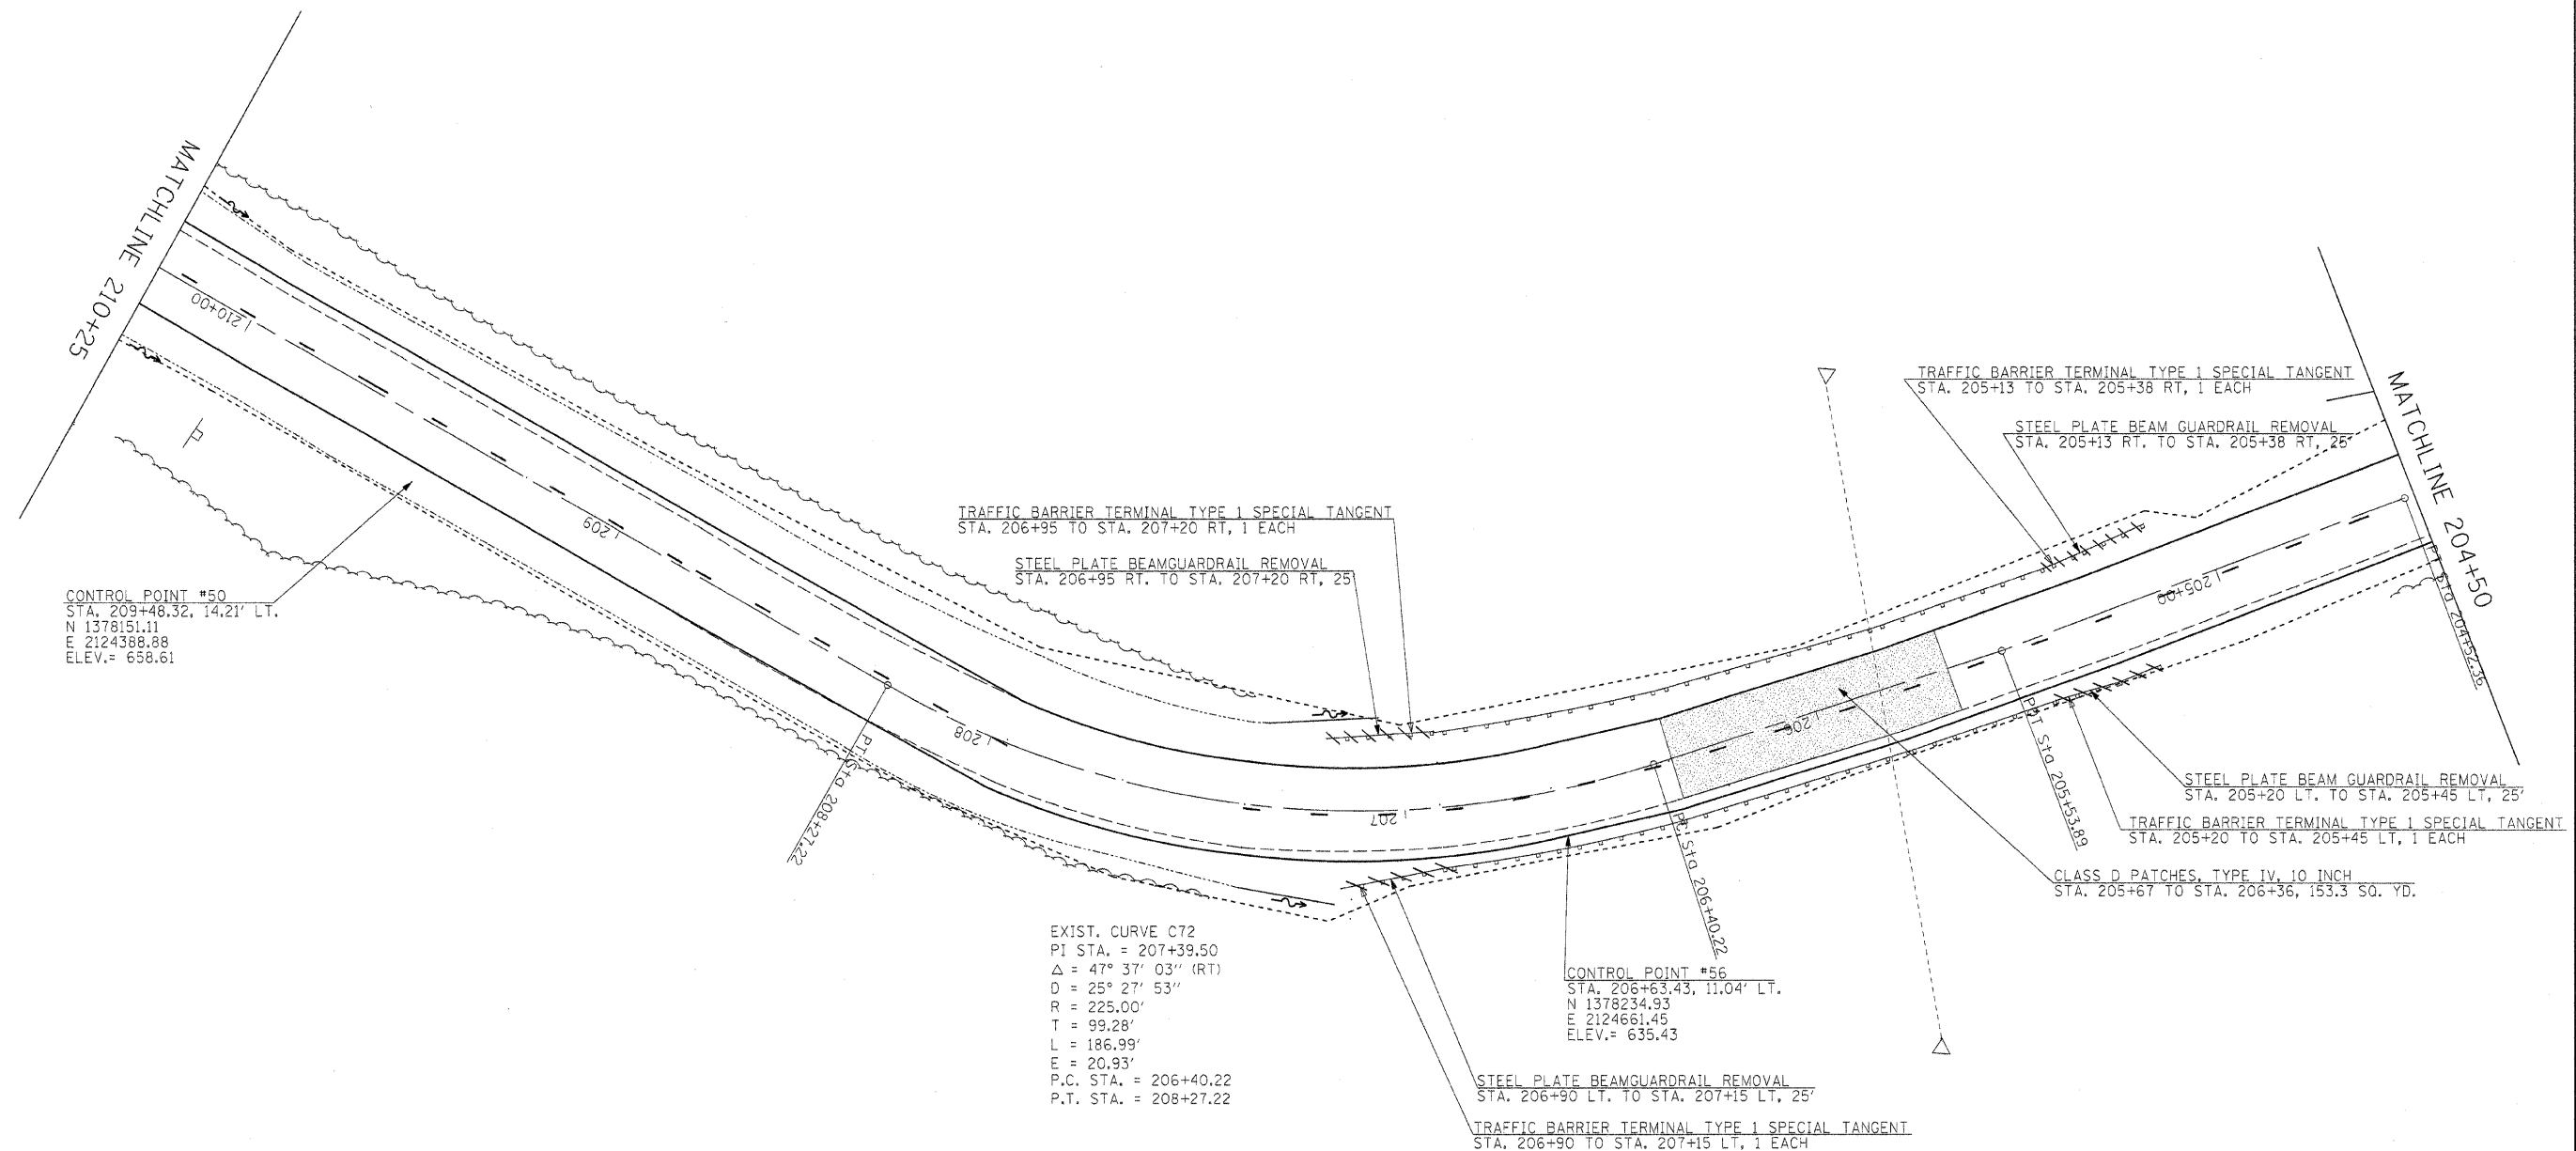 MATCHLINE 210+25
210+00
209
208
207
206
205+00
MATCHLINE 204+50
TRAFFIC BARRIER TERMINAL TYPE 1 SPECIAL TANGENT
STA. 205+13 TO STA. 205+38 RT, 1 EACH
STEEL PLATE BEAM GUARDRAIL REMOVAL
STA. 205+13 RT. TO STA. 205+38 RT, 25'
TRAFFIC BARRIER TERMINAL TYPE 1 SPECIAL TANGENT
STA. 206+95 TO STA. 207+20 RT, 1 EACH
STEEL PLATE BEAMGUARDRAIL REMOVAL
STA. 206+95 RT. TO STA. 207+20 RT, 25'
CONTROL POINT #50
STA. 209+48.32, 14.21' LT.
N 1378151.11
E 2124388.88
ELEV.= 658.61
PT Sta 208+27.22
PC Sta 206+40.22
PT Sta 205+53.89
PT Sta 204+52.36
STEEL PLATE BEAM GUARDRAIL REMOVAL
STA. 205+20 LT. TO STA. 205+45 LT, 25'
TRAFFIC BARRIER TERMINAL TYPE 1 SPECIAL TANGENT
STA. 205+20 TO STA. 205+45 LT, 1 EACH
CLASS D PATCHES, TYPE IV, 10 INCH
STA. 205+67 TO STA. 206+36, 153.3 SQ. YD.
EXIST. CURVE C72
PI STA. = 207+39.50
Δ = 47° 37' 03'' (RT)
D = 25° 27' 53''
R = 225.00'
T = 99.28'
L = 186.99'
E = 20.93'
P.C. STA. = 206+40.22
P.T. STA. = 208+27.22
CONTROL POINT #56
STA. 206+63.43, 11.04' LT.
N 1378234.93
E 2124661.45
ELEV.= 635.43
STEEL PLATE BEAMGUARDRAIL REMOVAL
STA. 206+90 LT. TO STA. 207+15 LT, 25'
TRAFFIC BARRIER TERMINAL TYPE 1 SPECIAL TANGENT
STA. 206+90 TO STA. 207+15 LT, 1 EACH